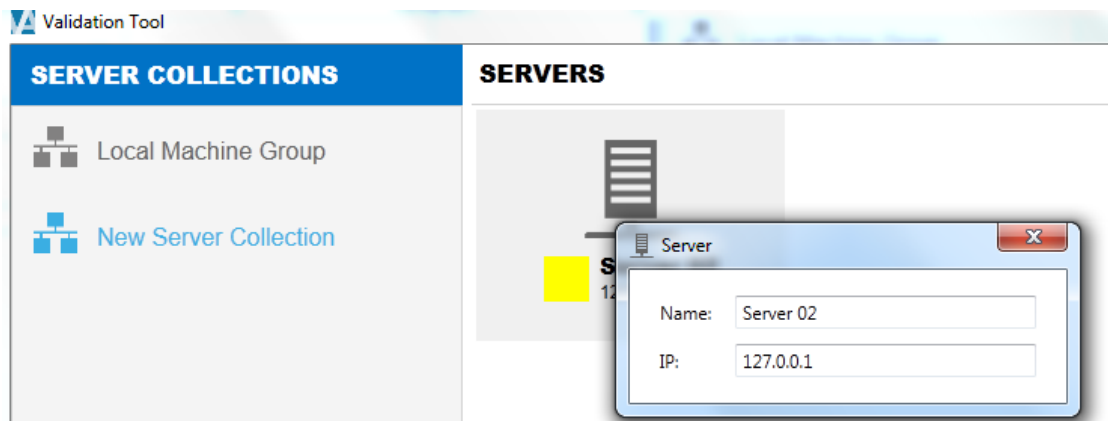 Validation Tool
SERVER COLLECTIONS
SERVERS
Local Machine Group
New Server Collection
Server
Name: Server 02
IP: 127.0.0.1